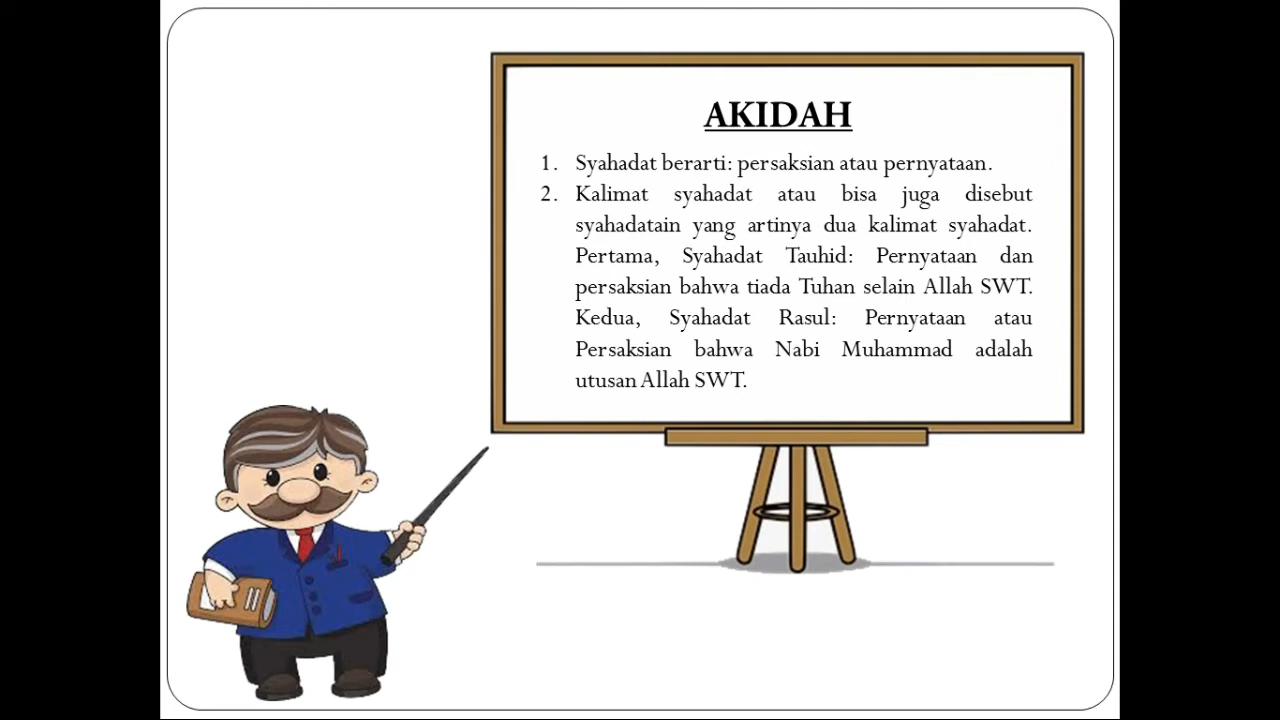 AKIDAH
1. Syahadat berarti: persaksian atau pernyataan.
2. Kalimat syahadat atau bisa juga disebut
syahadatain yang artinya dua kalimat syahadat.
Pertama, Syahadat Tauhid: Pernyataan dan
persaksian bahwa tiada Tuhan selain Allah SWT.
Kedua, Syahadat Rasul: Pernyataan atau
Persaksian bahwa Nabi Muhammad adalah
utusan Allah SWT.